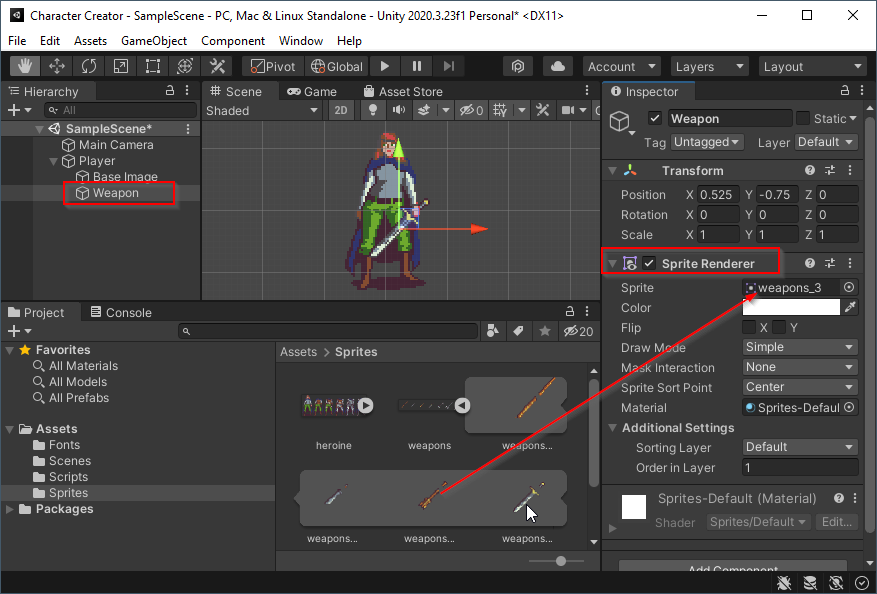 Character Creator - SampleScene - PC, Mac & Linux Standalone - Unity 2020.3.23f1 Personal* <DX11>
File Edit Assets GameObject Component Window Help
Pivot Global Account Layers Layout
Hierarchy
All
SampleScene*
Main Camera
Player
Base Image
Weapon
Scene Game Asset Store
Shaded 2D 0
Inspector
Weapon Static
Tag Untagged Layer Default
Transform
Position X 0.525 Y -0.75 Z 0
Rotation X 0 Y 0 Z 0
Scale X 1 Y 1 Z 1
Sprite Renderer
Sprite weapons_3
Color
Flip X Y
Draw Mode Simple
Mask Interaction None
Sprite Sort Point Center
Material Sprites-Defaul
Additional Settings
Sorting Layer Default
Order in Layer 1
Sprites-Default (Material)
Shader Sprites/Default Edit...
Add Component
Project Console
20
Favorites
All Materials
All Models
All Prefabs
Assets
Fonts
Scenes
Scripts
Sprites
Packages
Assets > Sprites
heroine weapons weapons...
weapons... weapons... weapons...